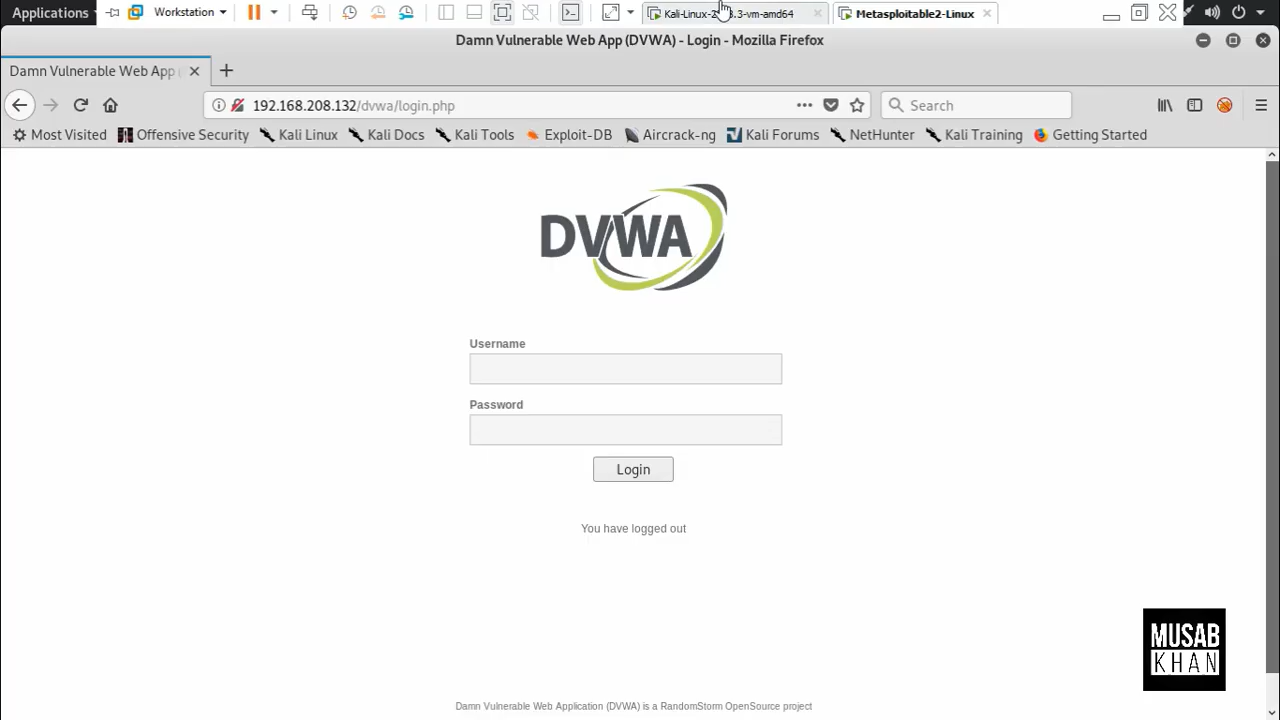 Applications
Workstation
Kali-Linux-2 8.3-vm-amd64
Metasploitable2-Linux
Damn Vulnerable Web App (DVWA) - Login - Mozilla Firefox
Damn Vulnerable Web App
192.168.208.132/dvwa/login.php
Search
Most Visited
Offensive Security
Kali Linux
Kali Docs
Kali Tools
Exploit-DB
Aircrack-ng
Kali Forums
NetHunter
Kali Training
Getting Started
DVWA
Username
Password
Login
You have logged out
MUSAB
KHAN
Damn Vulnerable Web Application (DVWA) is a RandomStorm OpenSource project